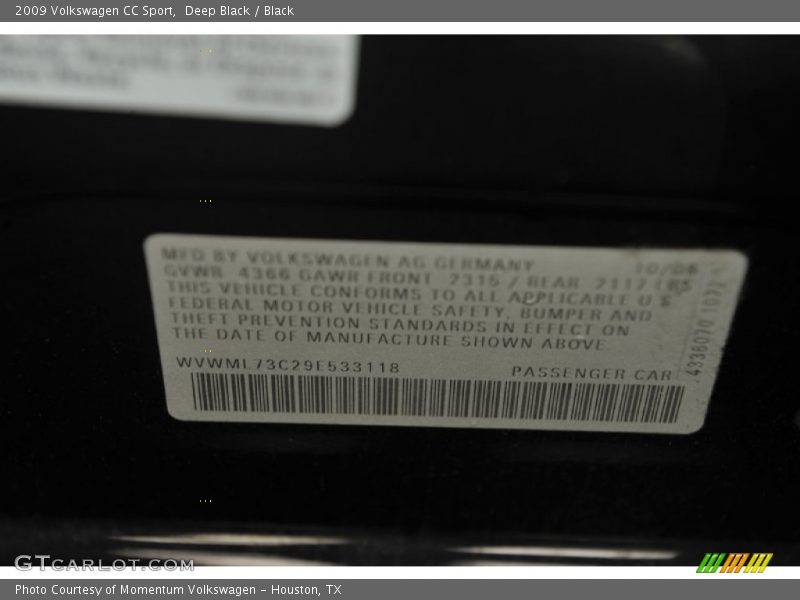 2009 Volkswagen CC Sport, Deep Black / Black
MFD BY VOLKSWAGEN AG GERMANY 10/08
GVWR 4366 GAWR FRONT 2315 / REAR 2117 LBS
THIS VEHICLE CONFORMS TO ALL APPLICABLE U S
FEDERAL MOTOR VEHICLE SAFETY, BUMPER AND
THEFT PREVENTION STANDARDS IN EFFECT ON
THE DATE OF MANUFACTURE SHOWN ABOVE
WVWML73C29E533118 PASSENGER CAR
GTCARLOT.COM
Photo Courtesy of Momentum Volkswagen - Houston, TX